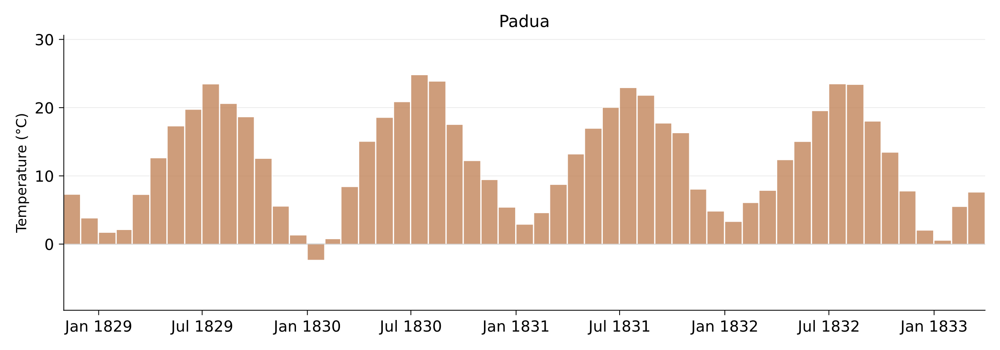 Padua
Temperature (°C)
30
20
10
0
Jan 1829
Jul 1829
Jan 1830
Jul 1830
Jan 1831
Jul 1831
Jan 1832
Jul 1832
Jan 1833